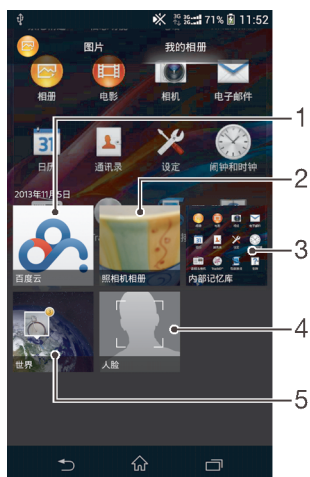 3G 3G 71% 11:52
图片 我的相册
相册 电影 相机 电子邮件
31
日历 通讯录 设定 闹钟和时钟
2013年11月5日
1
2
3
百度云 照相机相册 内部记忆库
4
世界 人脸
5